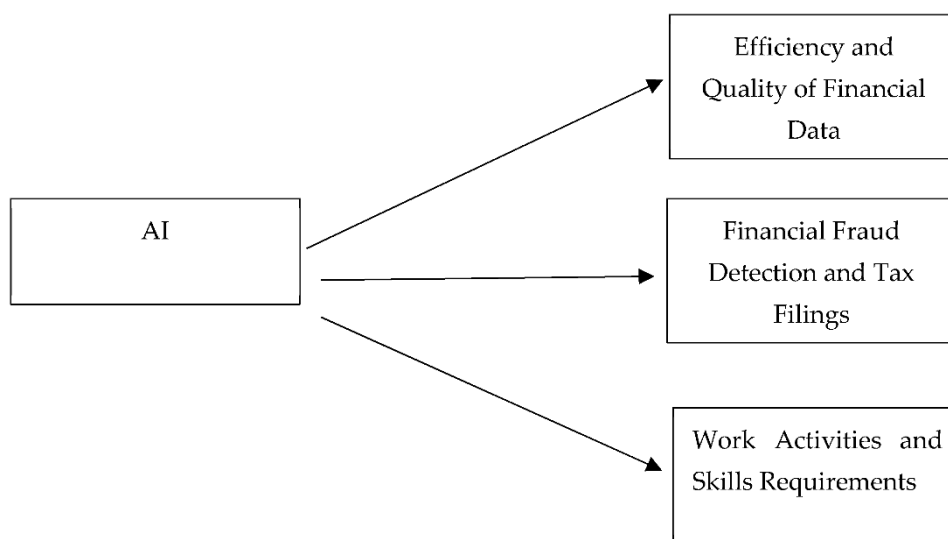 Efficiency and
Quality of Financial
Data
AI
Financial Fraud
Detection and Tax
Filings
Work Activities and
Skills Requirements